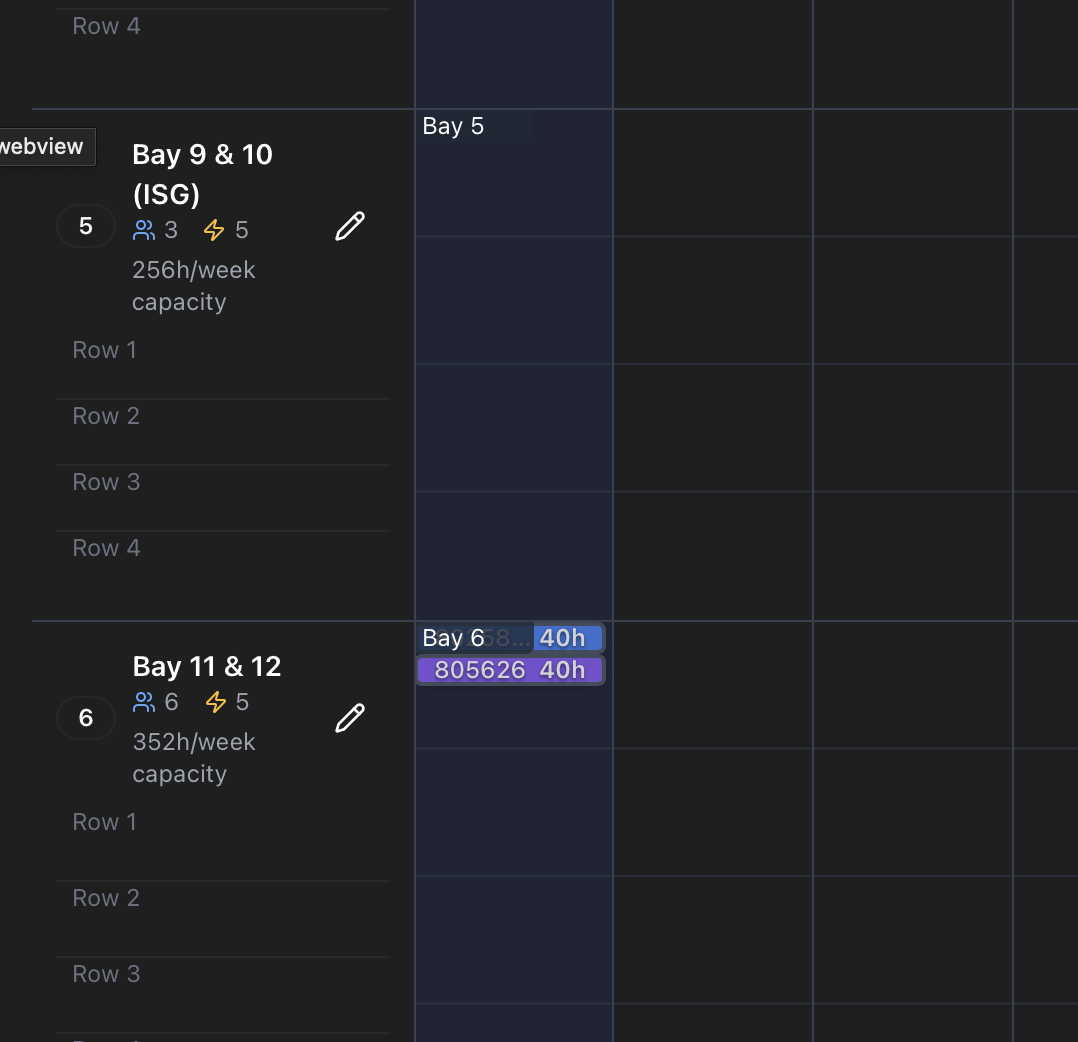 Row 4
Bay 5
webview
Bay 9 & 10
(ISG)
5
3 5
256h/week
capacity
Row 1
Row 2
Row 3
Row 4
Bay 6 58... 40h
805626 40h
Bay 11 & 12
6
6 5
352h/week
capacity
Row 1
Row 2
Row 3